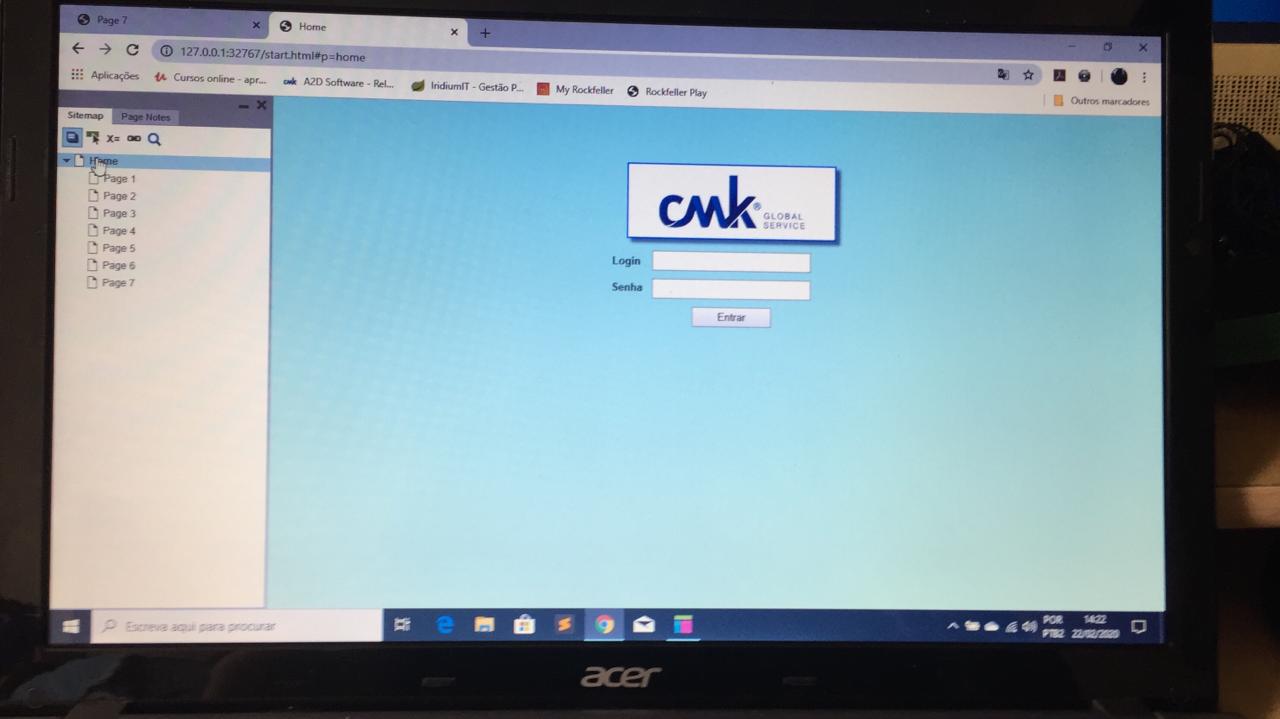 Page 7
Home
127.0.0.1:32767/start.html#p=home
Aplicações
Cursos online - apr...
cmk
A2D Software - Rel...
IridiumIT - Gestão P...
My Rockfeller
Rockfeller Play
Outros marcadores
Sitemap
Page Notes
X=
Home
Page 1
Page 2
Page 3
Page 4
Page 5
Page 6
Page 7
cmk®
GLOBAL
SERVICE
Login
Senha
Entrar
Escreva aqui para procurar
POR
PTB2
14:22
22/02/2020
acer